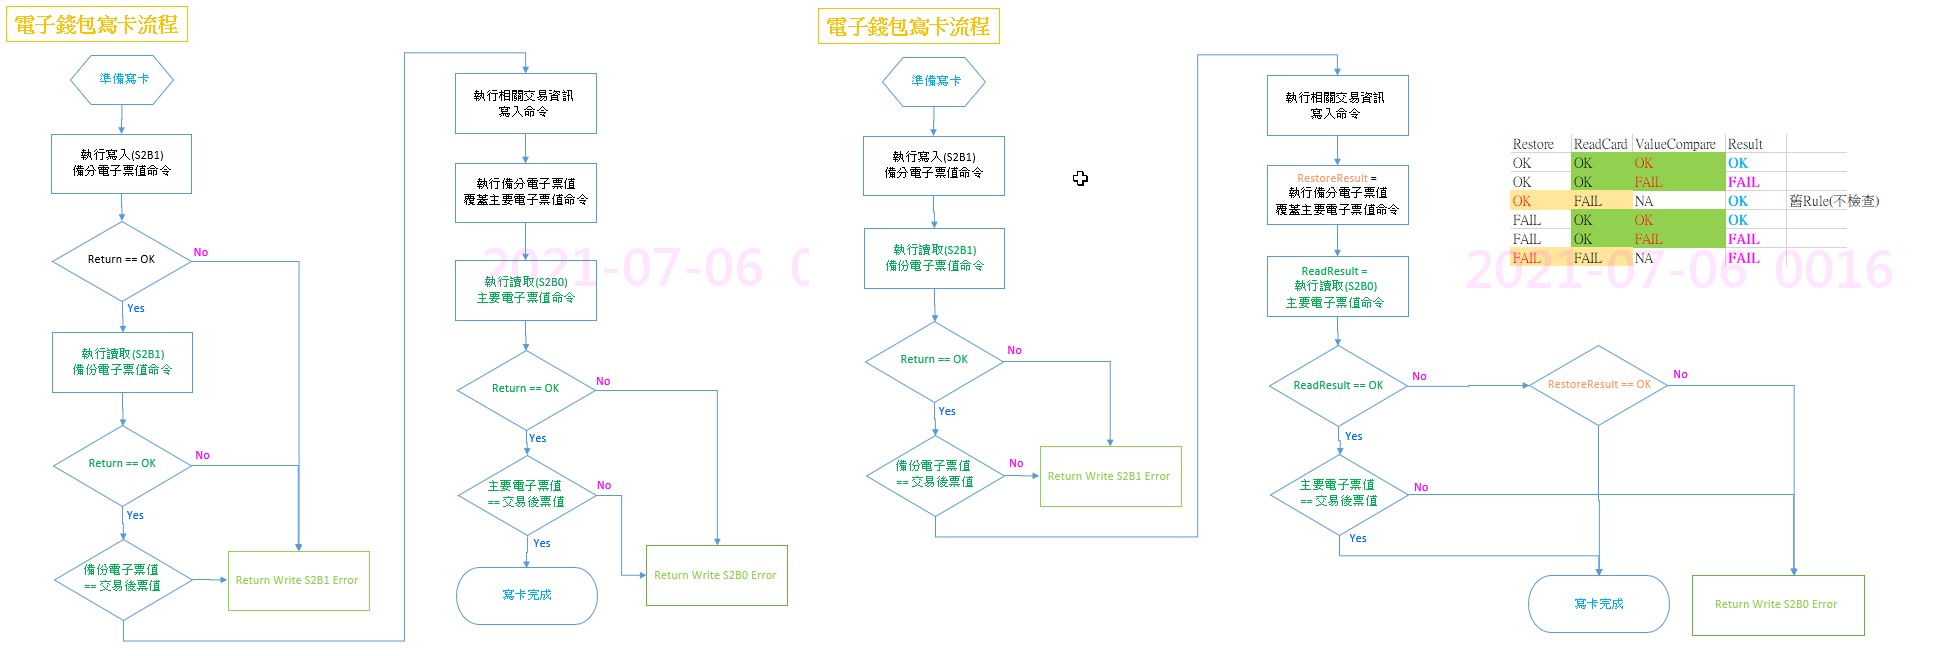 電子錢包寫卡流程
準備寫卡
執行寫入(S2B1)
備分電子票值命令
Return == OK
No
Yes
執行讀取(S2B1)
備份電子票值命令
Return == OK
No
Yes
備份電子票值
== 交易後票值
Return Write S2B1 Error
執行相關交易資訊
寫入命令
執行備分電子票值
覆蓋主要電子票值命令
執行讀取(S2B0)
主要電子票值命令
Return == OK
No
Yes
主要電子票值
== 交易後票值
No
Yes
寫卡完成
Return Write S2B0 Error
2021-07-06 0
電子錢包寫卡流程
準備寫卡
執行寫入(S2B1)
備分電子票值命令
執行讀取(S2B1)
備份電子票值命令
Return == OK
No
Yes
備份電子票值
== 交易後票值
No
Return Write S2B1 Error
執行相關交易資訊
寫入命令
RestoreResult =
執行備分電子票值
覆蓋主要電子票值命令
ReadResult =
執行讀取(S2B0)
主要電子票值命令
ReadResult == OK
No
RestoreResult == OK
No
Yes
主要電子票值
== 交易後票值
No
Yes
寫卡完成
Return Write S2B0 Error
Restore ReadCard ValueCompare Result
OK OK OK OK
OK OK FAIL FAIL
OK FAIL NA OK 舊Rule(不檢查)
FAIL OK OK OK
FAIL OK FAIL FAIL
FAIL FAIL NA FAIL
2021-07-06 0016